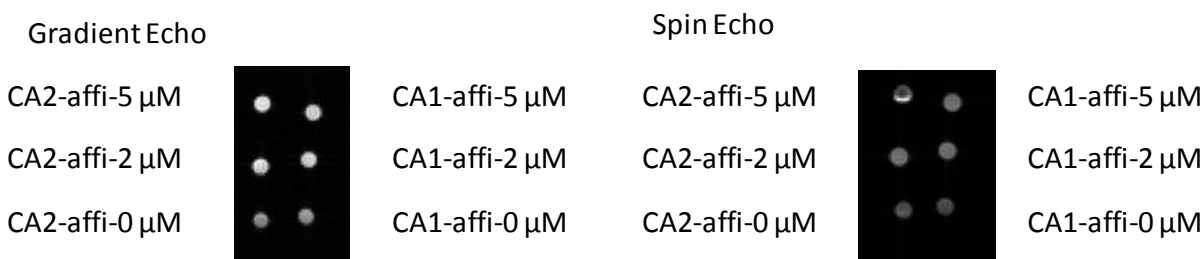 Gradient Echo
Spin Echo
CA2-affi-5 μM
CA1-affi-5 μM
CA2-affi-5 μM
CA1-affi-5 μM
CA2-affi-2 μM
CA1-affi-2 μM
CA2-affi-2 μM
CA1-affi-2 μM
CA2-affi-0 μM
CA1-affi-0 μM
CA2-affi-0 μM
CA1-affi-0 μM